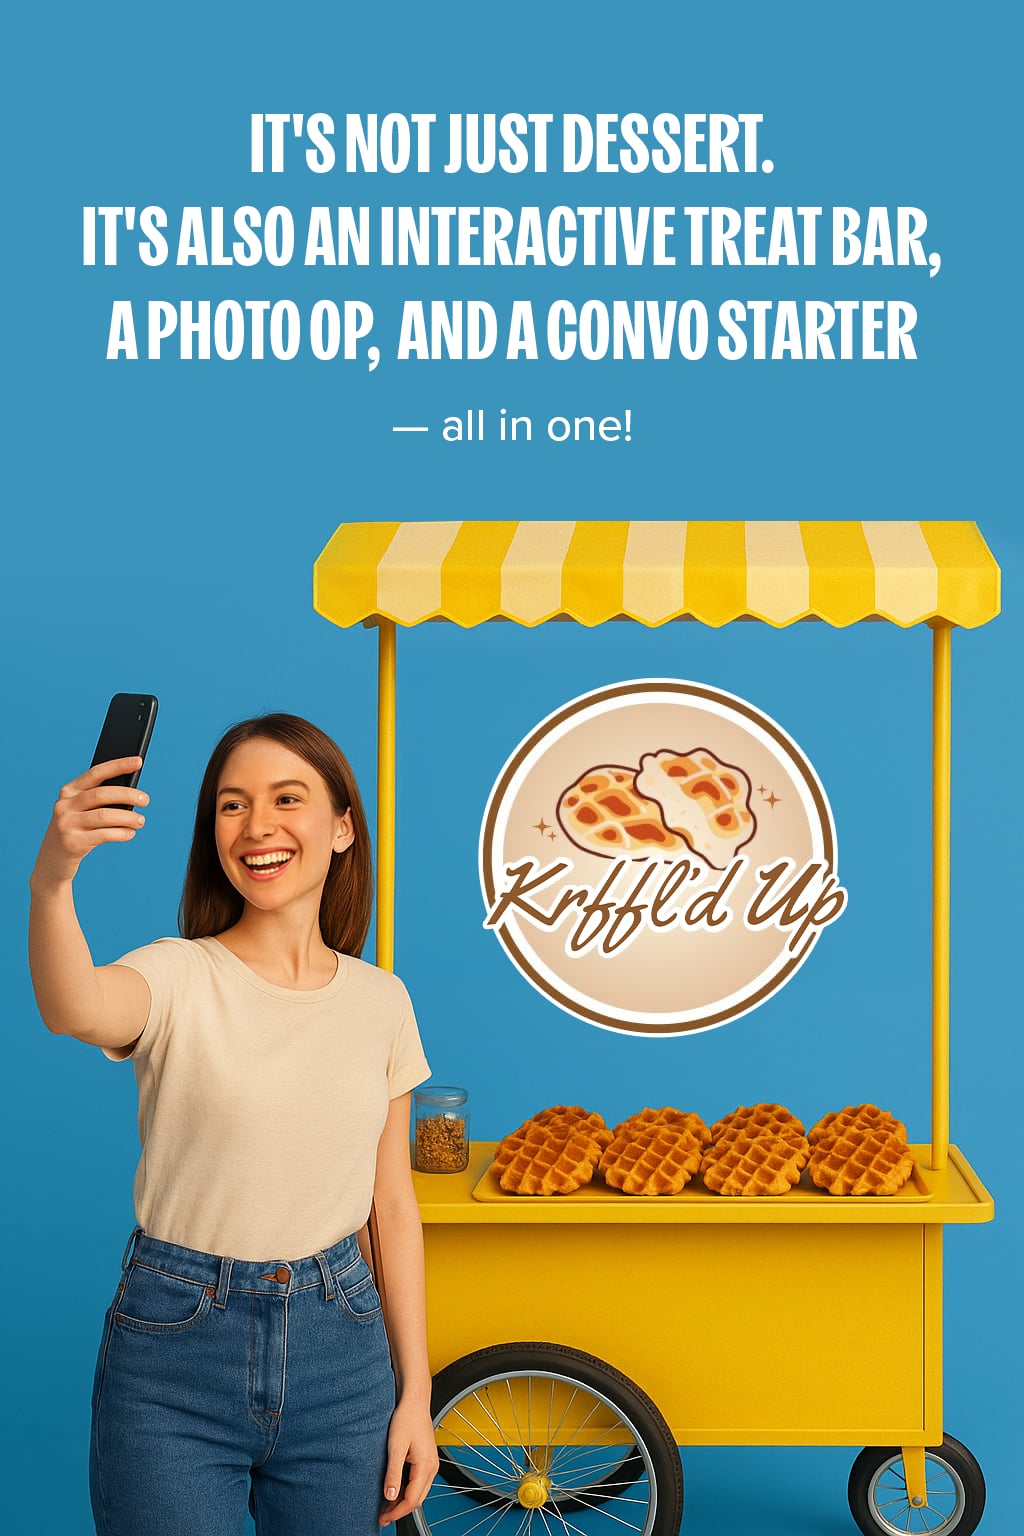 IT'S NOT JUST DESSERT.
IT'S ALSO AN INTERACTIVE TREAT BAR,
A PHOTO OP, AND A CONVO STARTER
— all in one!
Krffl'd Up